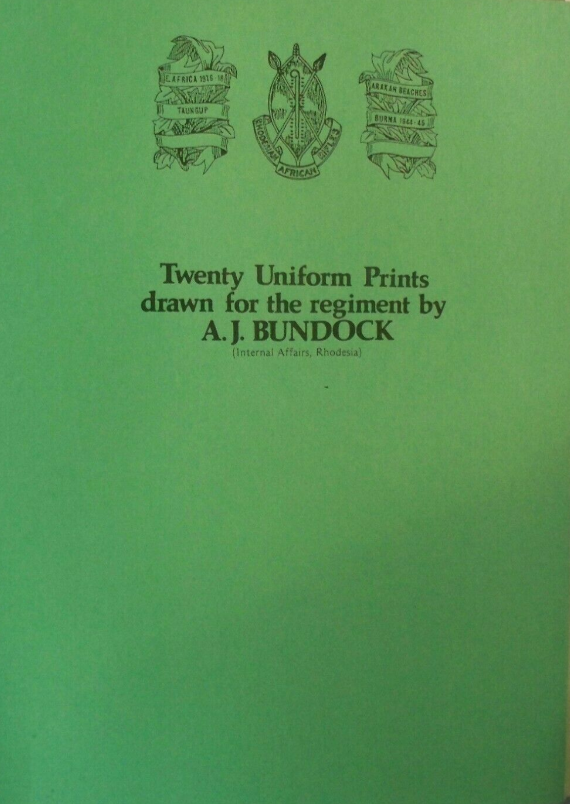 E. AFRICA 1916-18
TAUNGUP
RHODESIAN AFRICAN RIFLES
ARAKAN BEACHES
BURMA 1944-45
Twenty Uniform Prints
drawn for the regiment by
A. J. BUNDOCK
(Internal Affairs, Rhodesia)